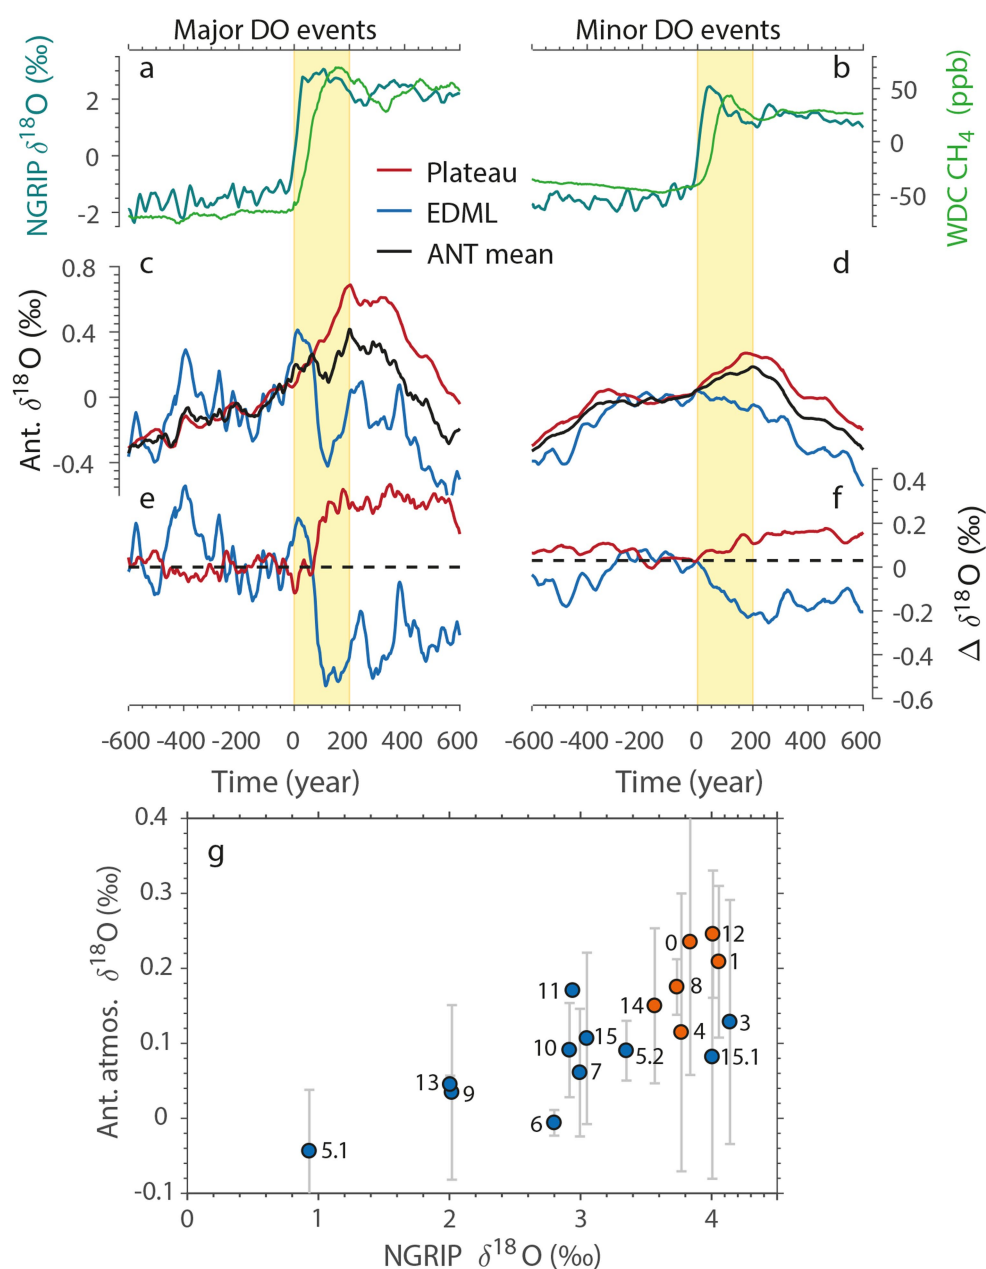 Major DO events
Minor DO events
a
b
NGRIP δ¹⁸O (‰)
2
0
-2
50
0
-50
WDC CH₄ (ppb)
Plateau
EDML
ANT mean
c
d
Ant. δ¹⁸O (‰)
0.8
0.4
0
-0.4
e
f
0.4
0.2
0
-0.2
-0.4
-0.6
Δ δ¹⁸O (‰)
-600 -400 -200 0 200 400 600
-600 -400 -200 0 200 400 600
Time (year)
Time (year)
g
Ant. atmos. δ¹⁸O (‰)
0.4
0.3
0.2
0.1
0
-0.1
0
12
1
11
8
14
4
3
15
10
5.2
15.1
7
13
9
6
5.1
0 1 2 3 4
NGRIP δ¹⁸O (‰)